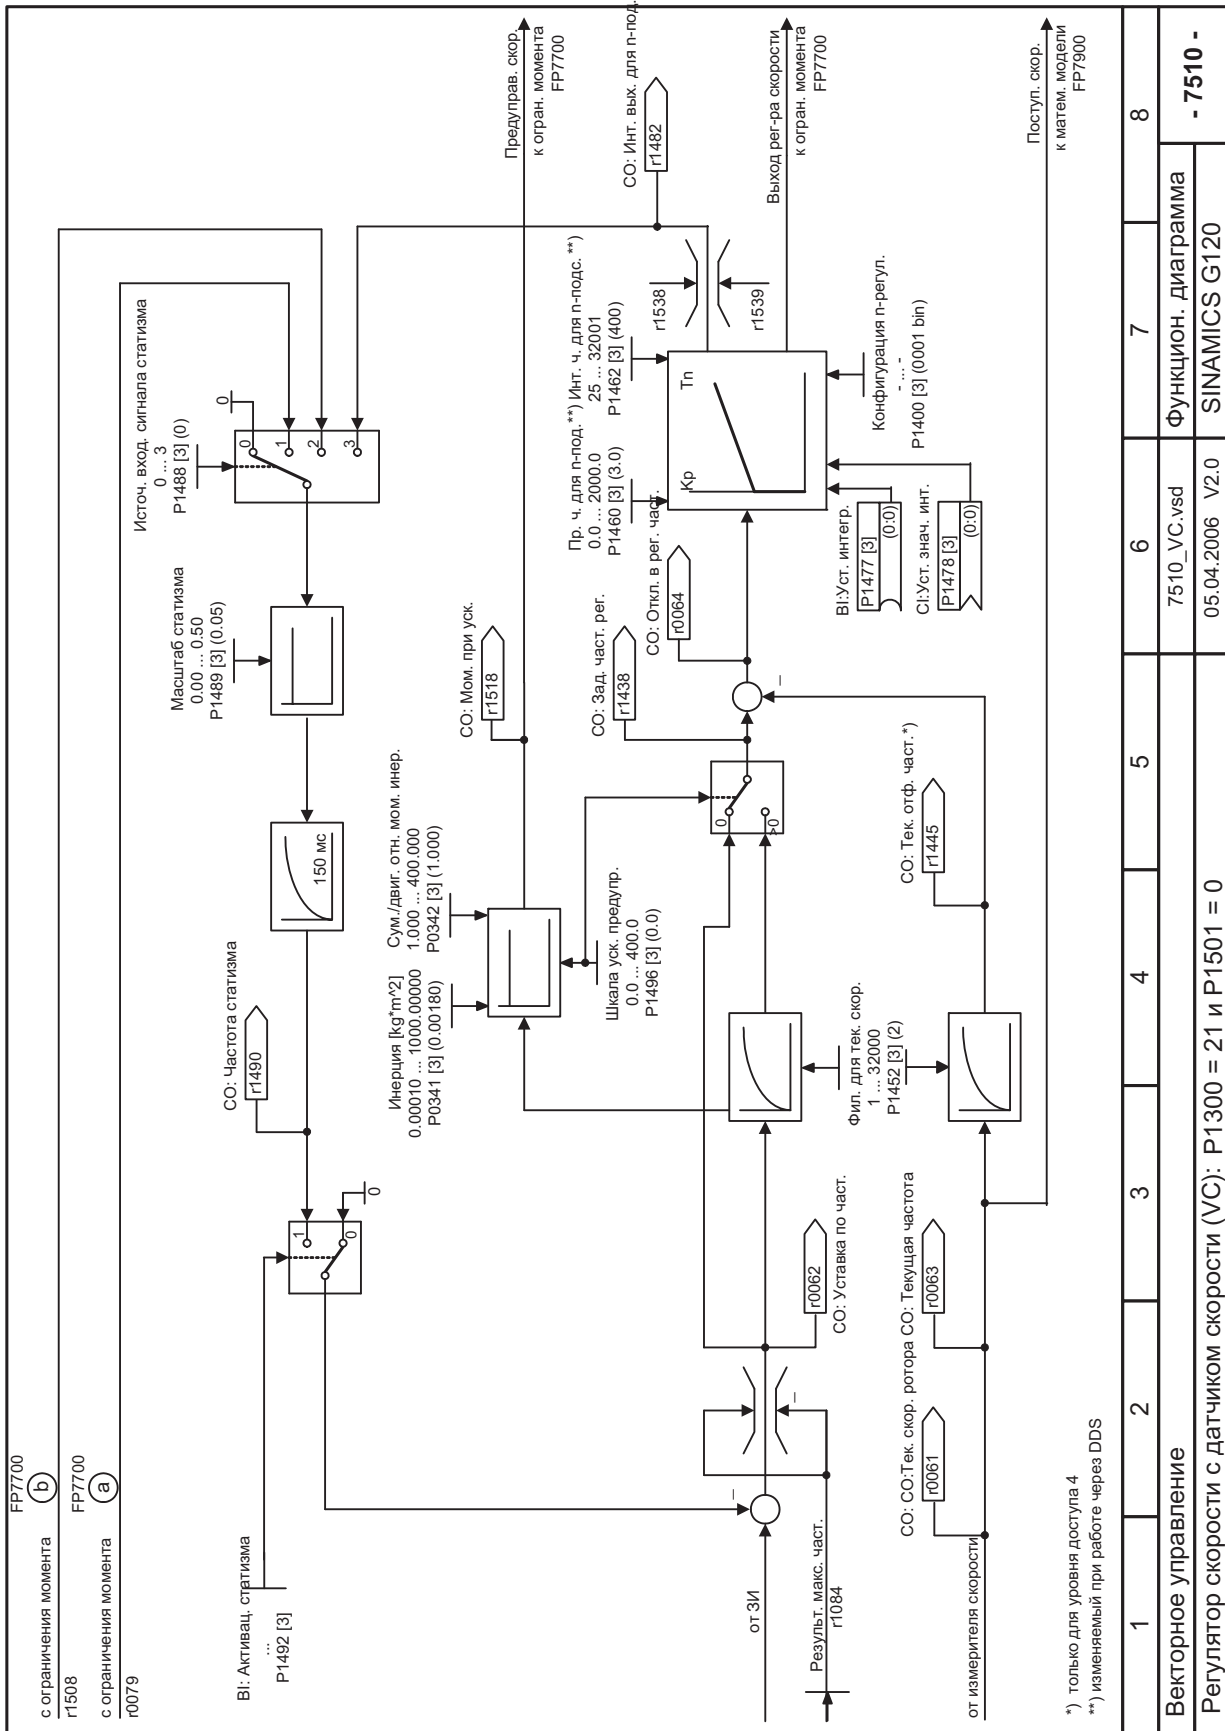 FP7700
b
с ограничения момента
r1508
FP7700
a
с ограничения момента
r0079
BI: Активац. статизма
...
P1492 [3]
1
0
0
CO: Частота статизма
r1490
150 мс
Масштаб статизма
0.00 ... 0.50
P1489 [3] (0.05)
Источ. вход. сигнала статизма
0 ... 3
P1488 [3] (0)
0
0
1
2
3
Инерция [kg*m^2]
0.00010 ... 1000.00000
P0341 [3] (0.00180)
Сум./двиг. отн. мом. инер.
1.000 ... 400.000
P0342 [3] (1.000)
CO: Мом. при уск.
r1518
Предуправ. скор.
к огран. момента
FP7700
Шкала уск. предупр.
0.0 ... 400.0
P1496 [3] (0.0)
CO: Зад. част. рег.
r1438
CO: Откл. в рег. част.
r0064
Пр. ч. для n-под. **)
0.0 ... 2000.0
P1460 [3] (3.0)
Инт. ч. для n-подс. **)
25 ... 32001
P1462 [3] (400)
Kp
Tn
r1538
r1539
CO: Инт. вых. для n-под.
r1482
Выход рег-ра скорости
к огран. момента
FP7700
от ЗИ
–
–
Результ. макс. част.
r1084
r0062
CO: Уставка по част.
0
^0
–
Фил. для тек. скор.
1 ... 32000
P1452 [3] (2)
BI:Уст. интегр.
P1477 [3]
(0:0)
CI:Уст. знач. инт.
P1478 [3]
(0:0)
Конфигурация n-регул.
- ... -
P1400 [3] (0001 bin)
CO: CO:Тек. скор. ротора
r0061
CO: Текущая частота
r0063
CO: Тек. отф. част.*)
r1445
от измерителя скорости
Поступ. скор.
к матем. модели
FP7900
*) только для уровня доступа 4
**) изменяемый при работе через DDS
1
2
3
4
5
6
7
8
Векторное управление
7510_VC.vsd
Функцион. диаграмма
- 7510 -
Регулятор скорости с датчиком скорости (VC): P1300 = 21 и P1501 = 0
05.04.2006 V2.0
SINAMICS G120